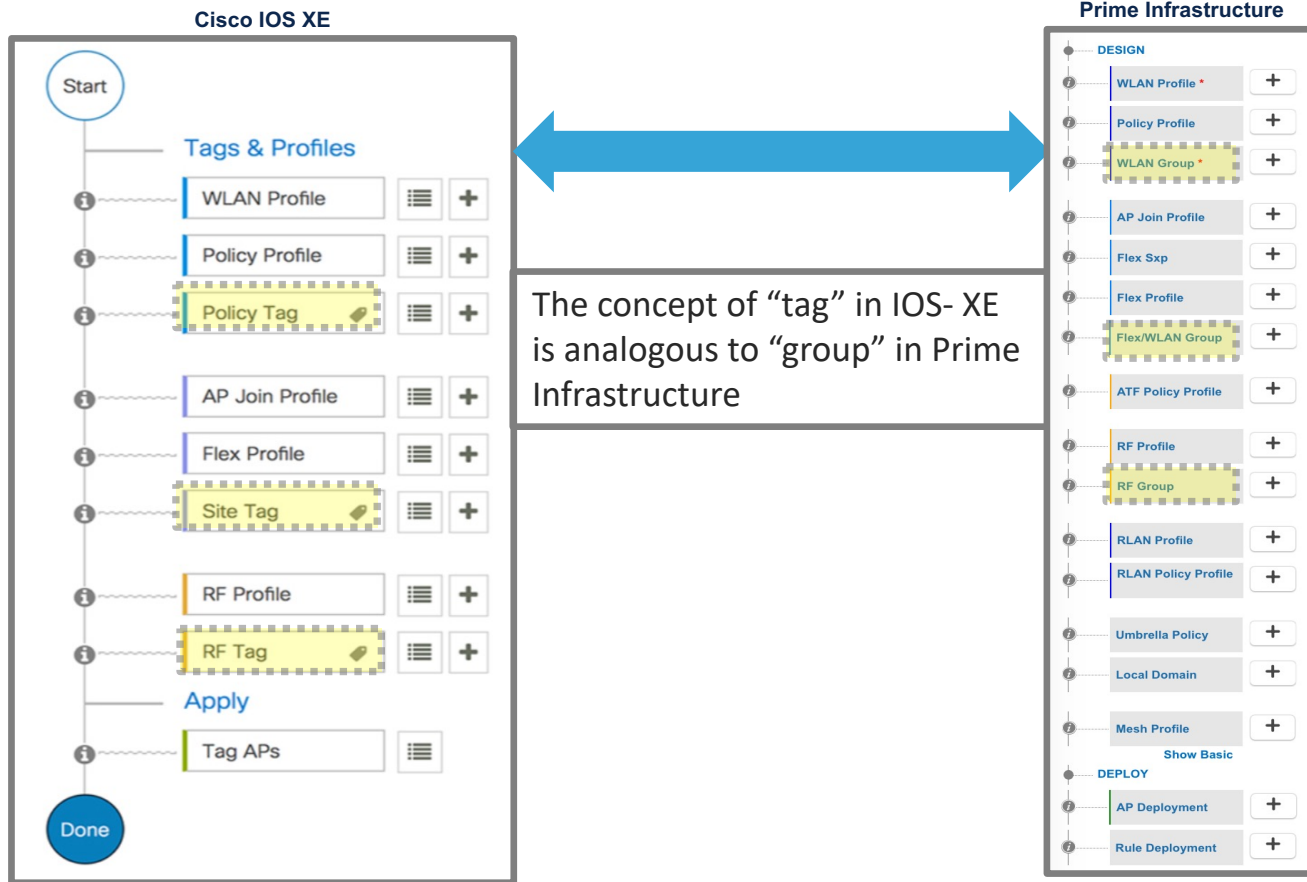 Cisco IOS XE
Start
Tags & Profiles
WLAN Profile
Policy Profile
Policy Tag
AP Join Profile
Flex Profile
Site Tag
RF Profile
RF Tag
Apply
Tag APs
Done
The concept of “tag” in IOS- XE
is analogous to “group” in Prime
Infrastructure
Prime Infrastructure
DESIGN
WLAN Profile *
Policy Profile
WLAN Group *
AP Join Profile
Flex Sxp
Flex Profile
Flex/WLAN Group
ATF Policy Profile
RF Profile
RF Group
RLAN Profile
RLAN Policy Profile
Umbrella Policy
Local Domain
Mesh Profile
Show Basic
DEPLOY
AP Deployment
Rule Deployment